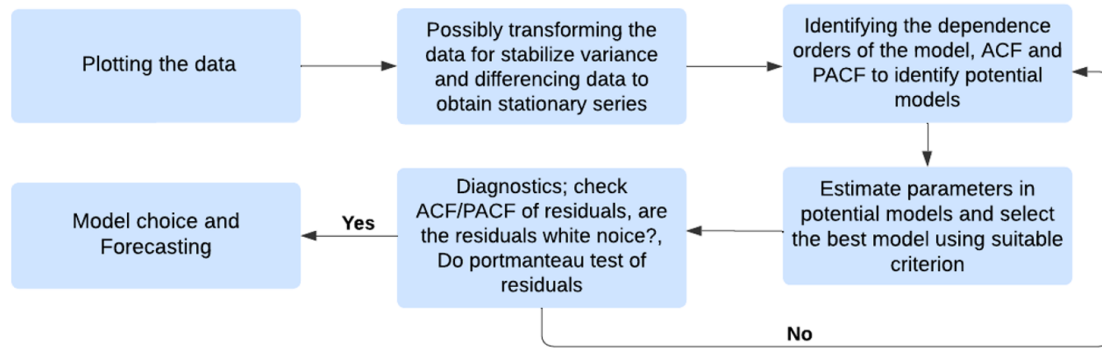 Plotting the data
Possibly transforming the
data for stabilize variance
and differencing data to
obtain stationary series
Identifying the dependence
orders of the model, ACF and
PACF to identify potential
models
Estimate parameters in
potential models and select
the best model using suitable
criterion
Diagnostics; check
ACF/PACF of residuals, are
the residuals white noice?,
Do portmanteau test of
residuals
Yes
Model choice and
Forecasting
No